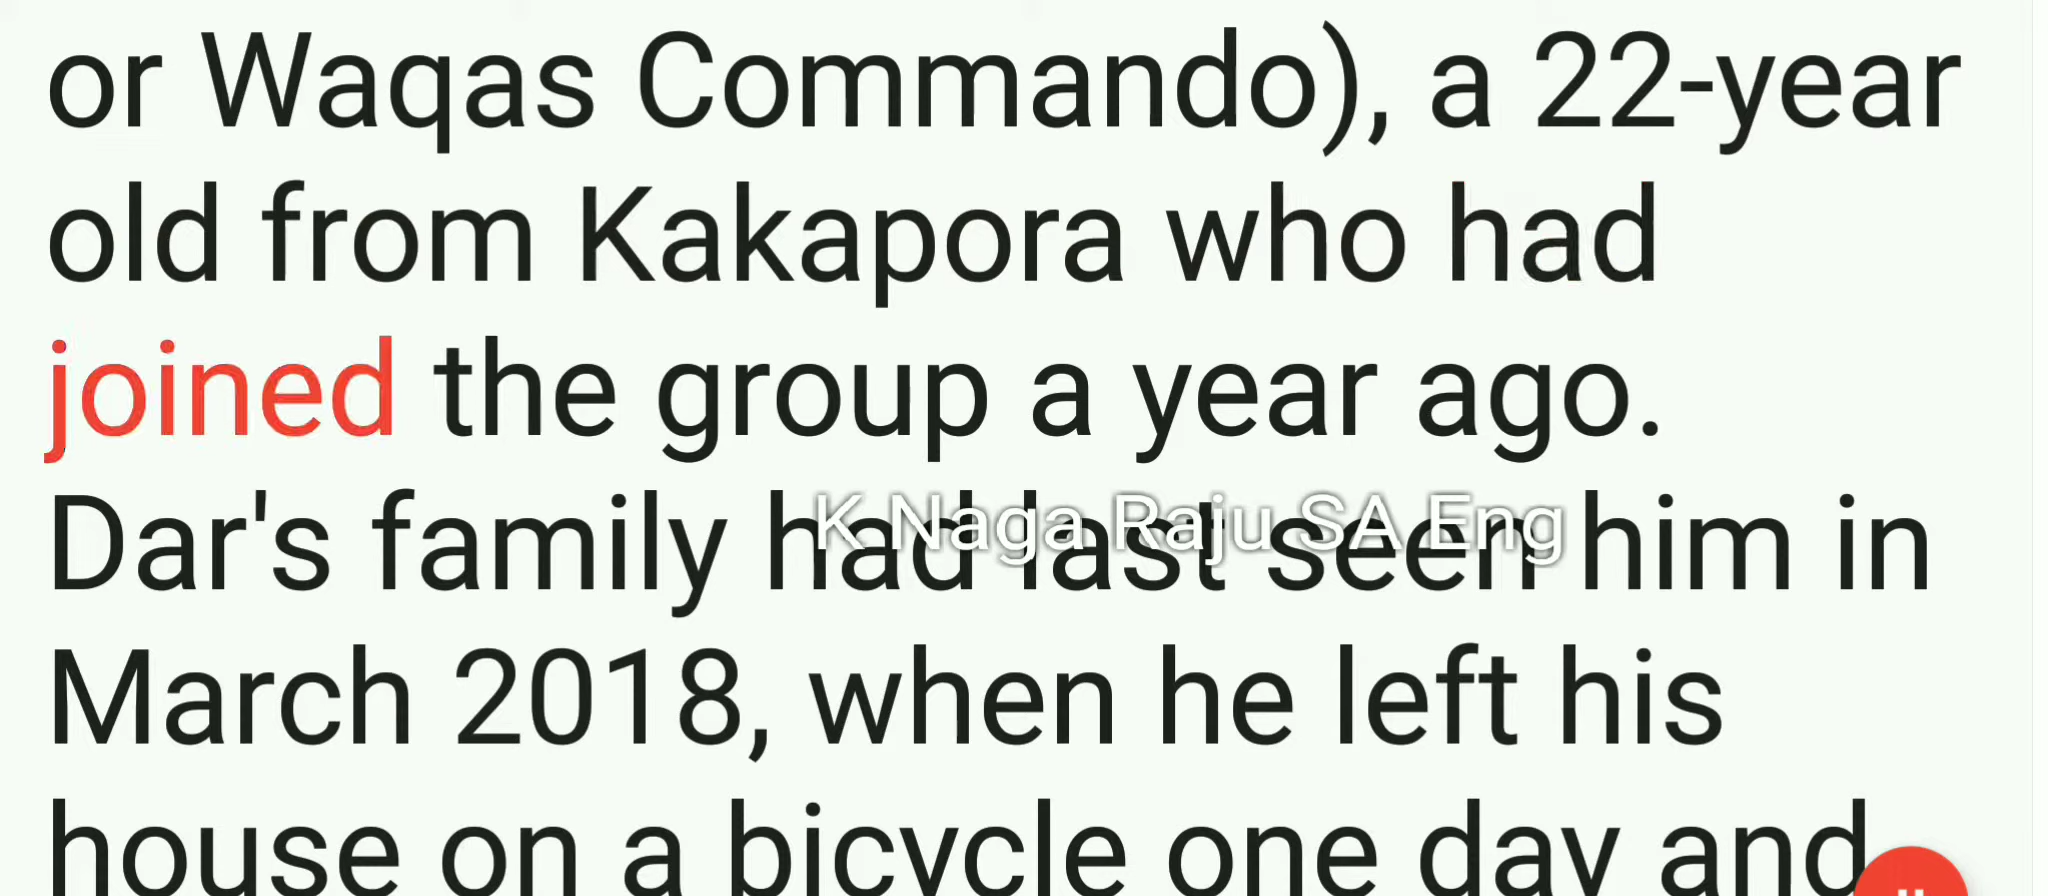 or Waqas Commando), a 22-year
old from Kakapora who had
joined the group a year ago.
Dar's family had last seen him in
K Naga Raju SA Eng
March 2018, when he left his
house on a bicycle one day and